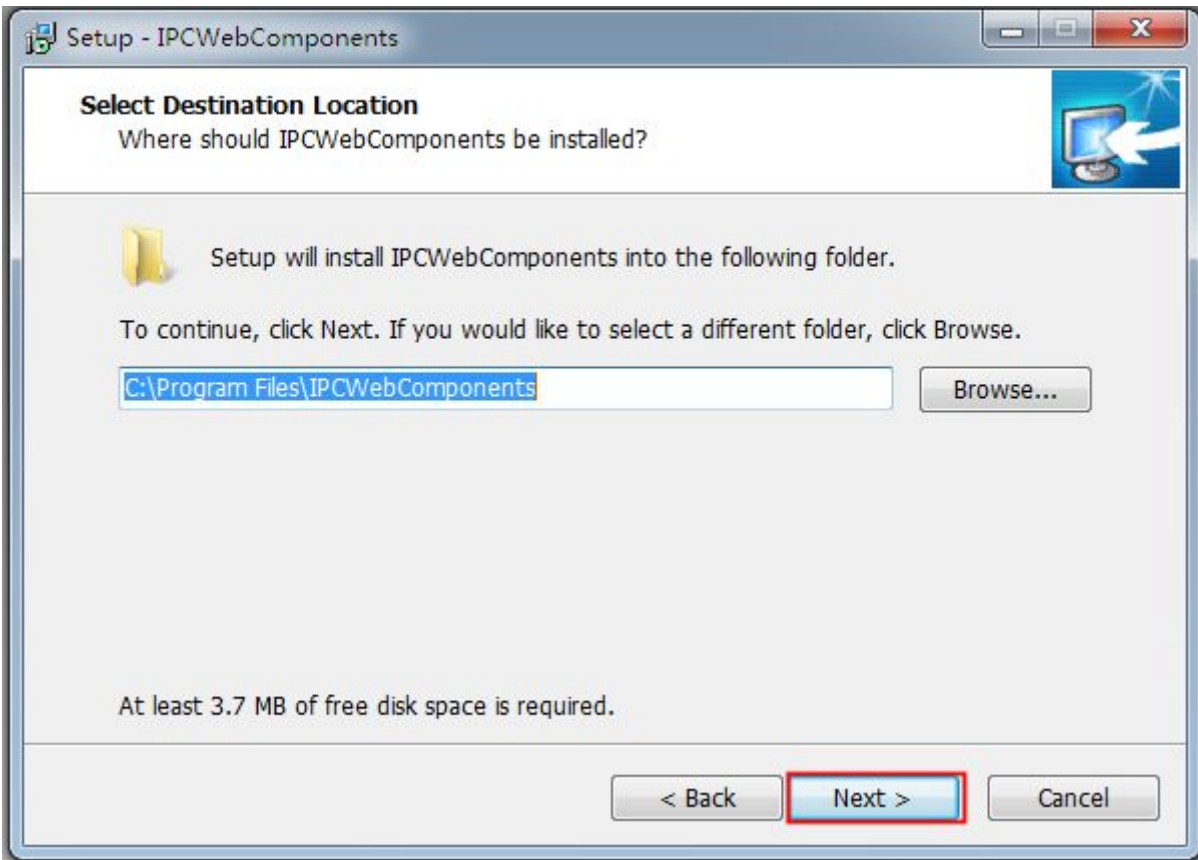 Setup - IPCWebComponents
Select Destination Location
Where should IPCWebComponents be installed?
Setup will install IPCWebComponents into the following folder.
To continue, click Next. If you would like to select a different folder, click Browse.
C:\Program Files\IPCWebComponents
Browse...
At least 3.7 MB of free disk space is required.
< Back
Next >
Cancel